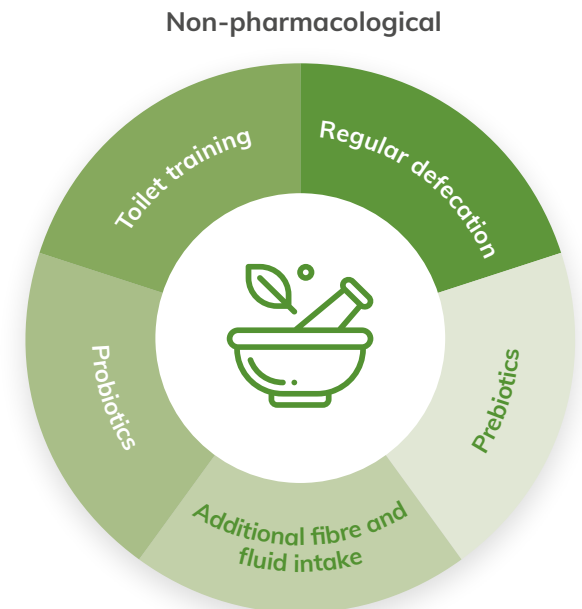 Non-pharmacological
Regular defecation
Prebiotics
Additional fibre and
fluid intake
Probiotics
Toilet training